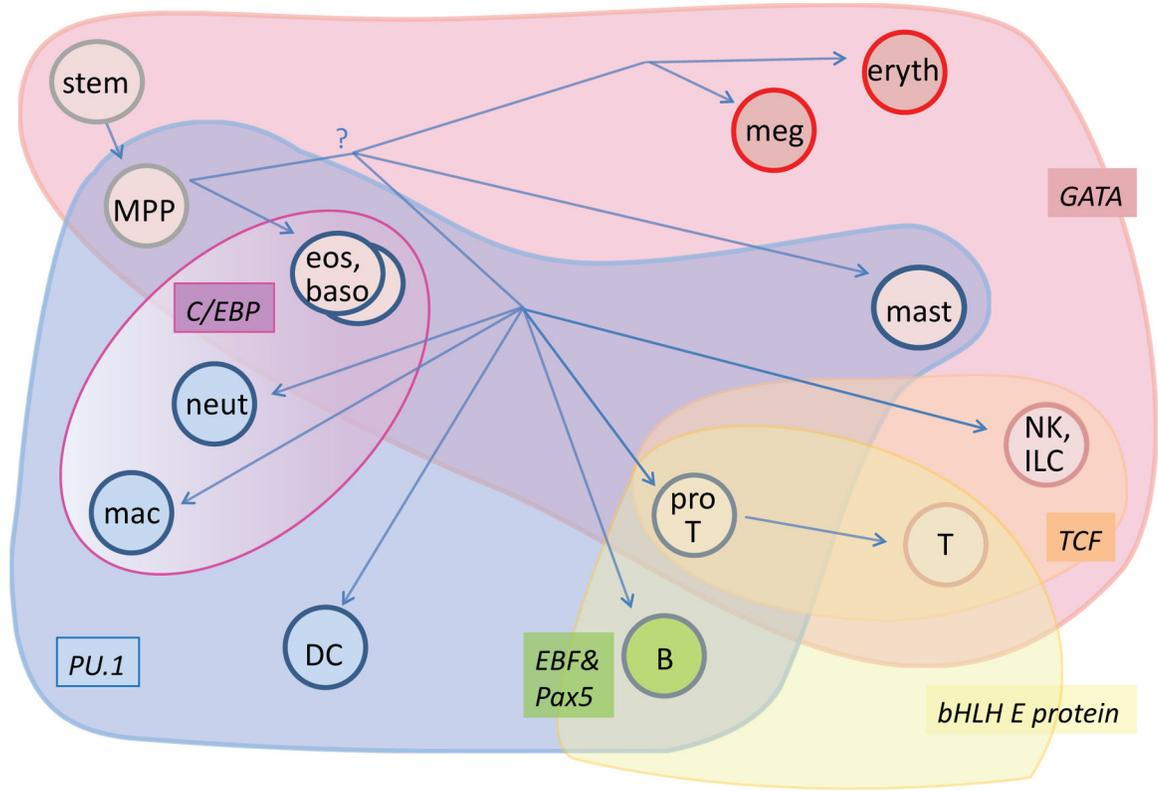 stem
eryth
meg
?
GATA
MPP
eos,
baso
C/EBP
mast
neut
NK,
ILC
mac
pro
T
T
TCF
DC
EBF&
Pax5
B
PU.1
bHLH E protein